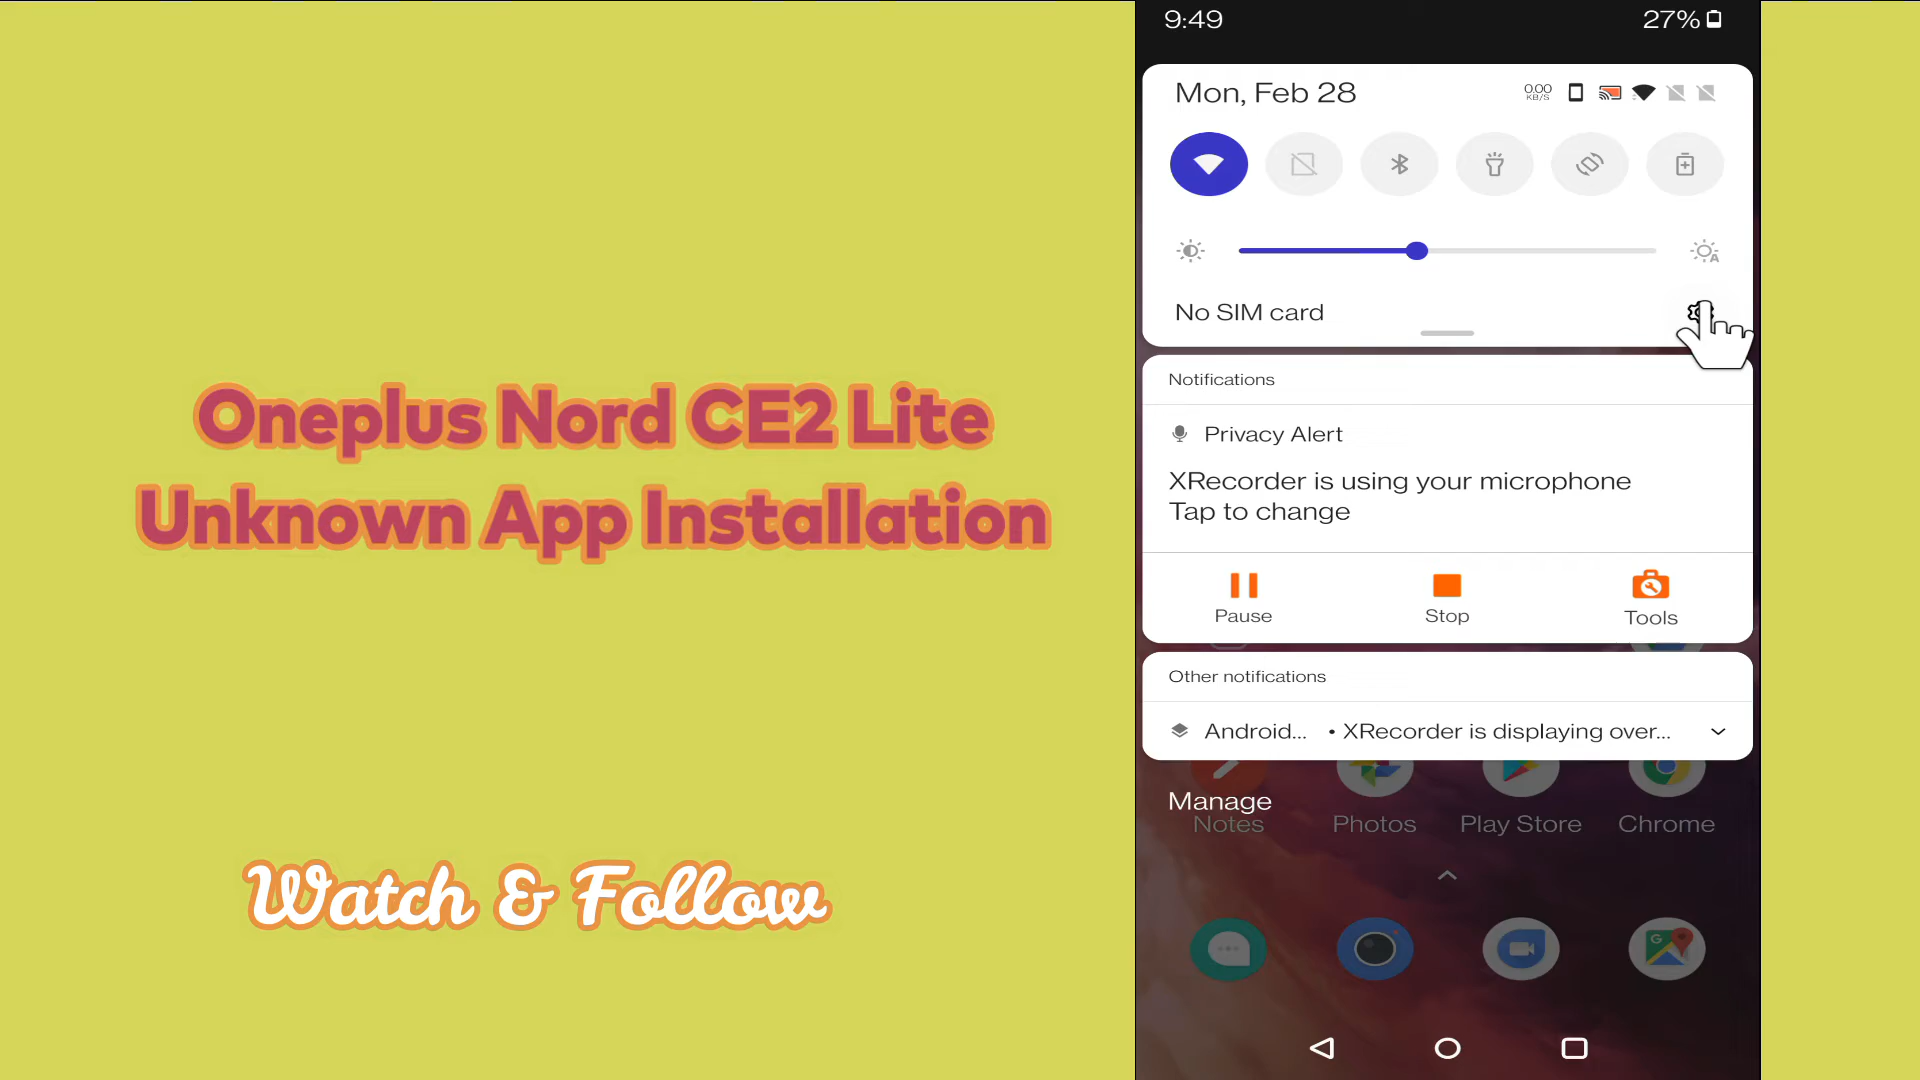 9:49
27%
Mon, Feb 28
0.00
KB/S
A
No SIM card
Notifications
Privacy Alert
XRecorder is using your microphone
Tap to change
Pause
Stop
Tools
Other notifications
Android... • XRecorder is displaying over...
Manage
Notes
Photos
Play Store
Chrome
G
Oneplus Nord CE2 Lite
Unknown App Installation
Watch & Follow